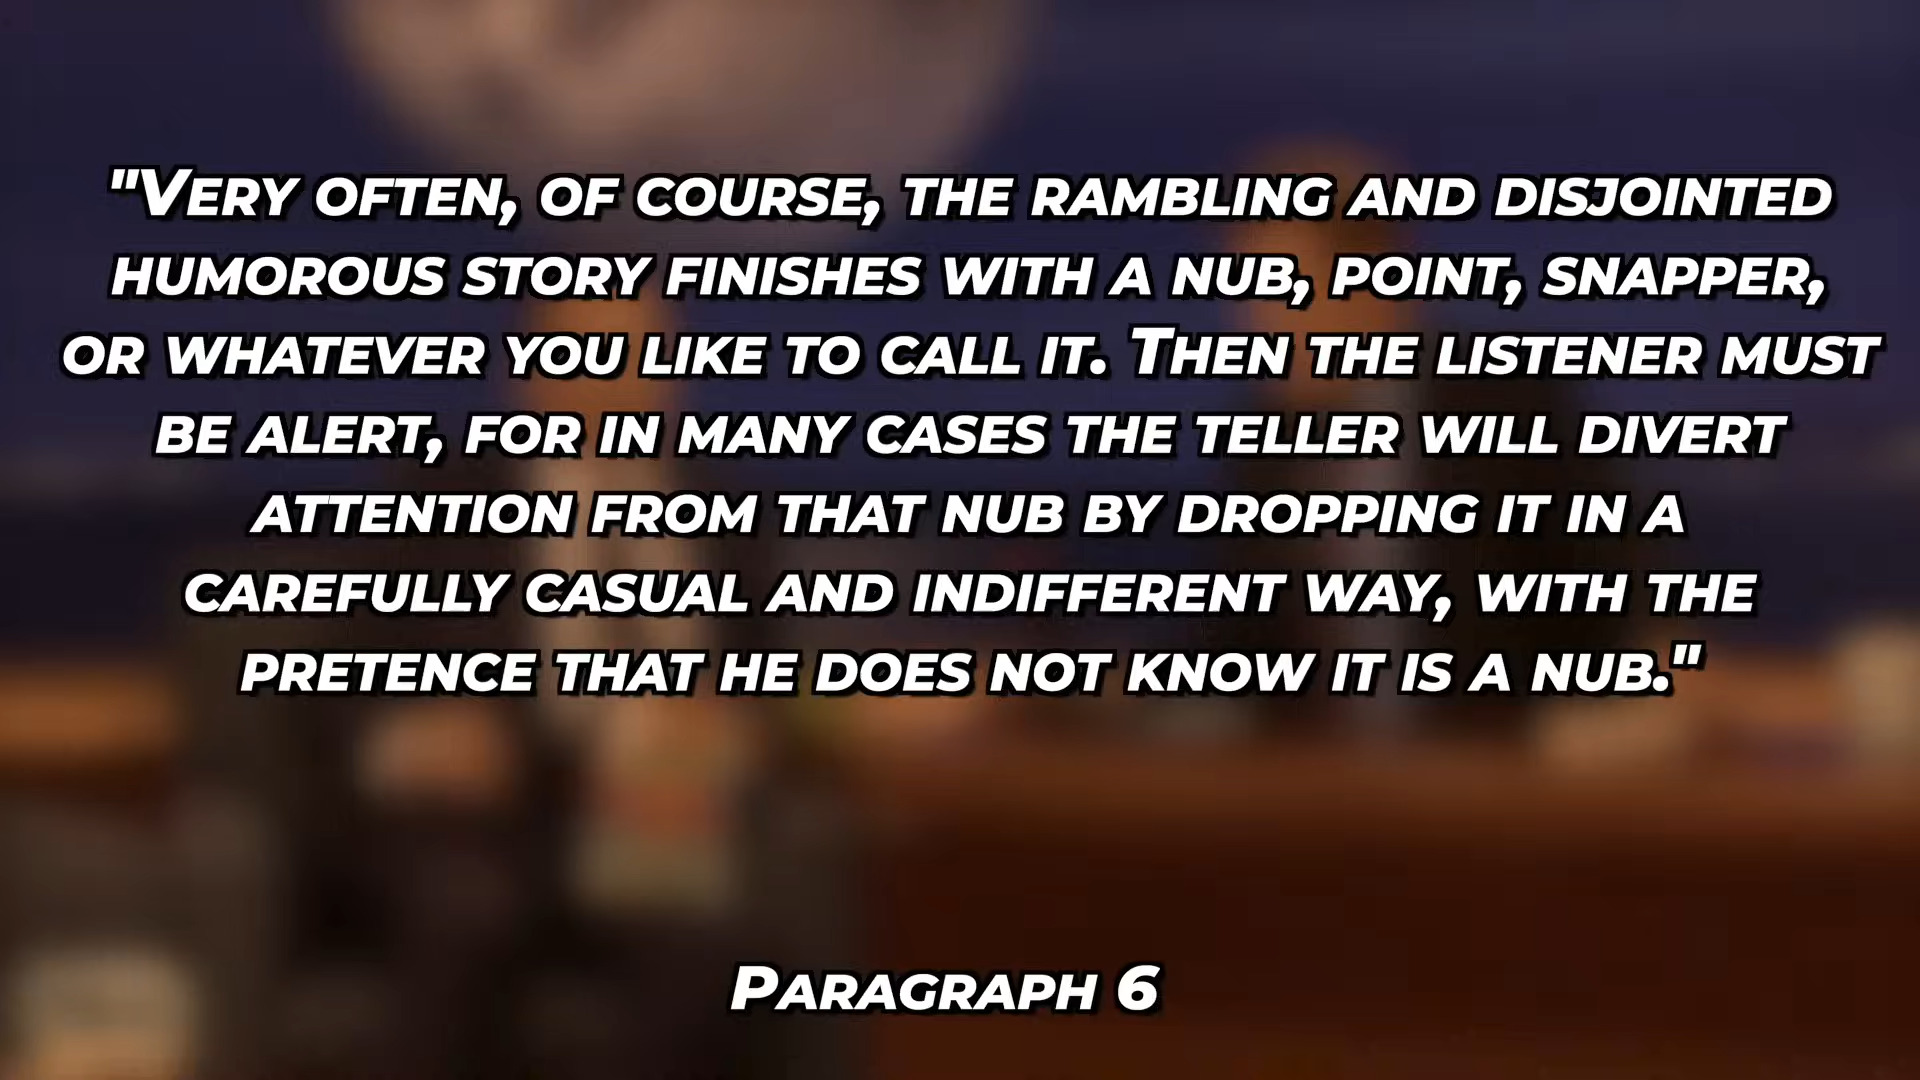 "Very often, of course, the rambling and disjointed
humorous story finishes with a nub, point, snapper,
or whatever you like to call it. Then the listener must
be alert, for in many cases the teller will divert
attention from that nub by dropping it in a
carefully casual and indifferent way, with the
pretence that he does not know it is a nub."
Paragraph 6